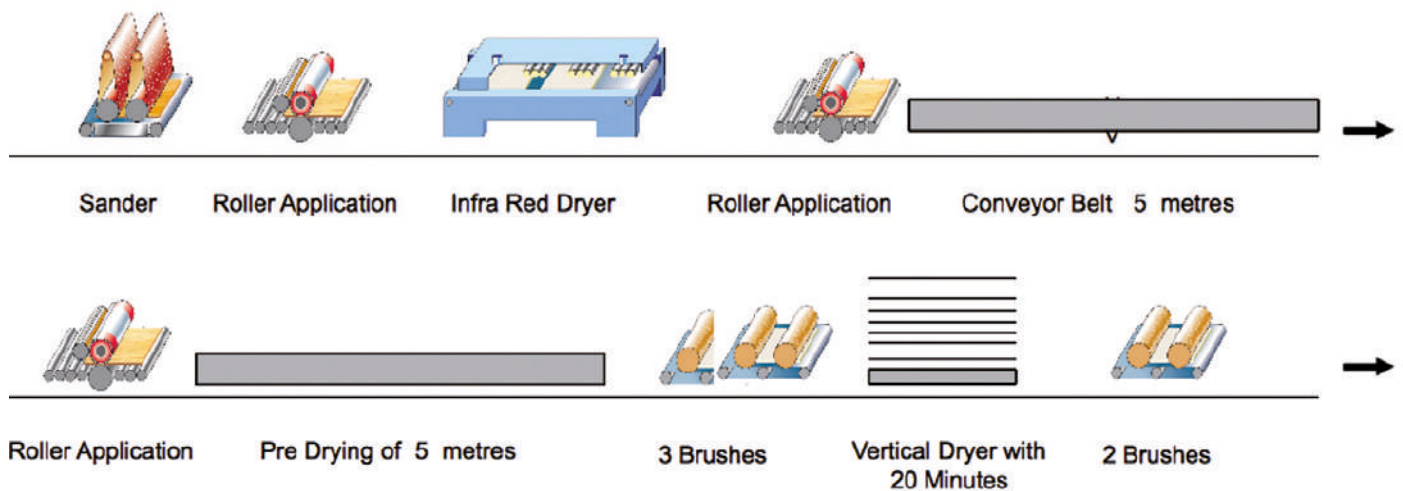 Sander Roller Application Infra Red Dryer Roller Application Conveyor Belt 5 metres
Roller Application Pre Drying of 5 metres 3 Brushes Vertical Dryer with 2 Brushes
20 Minutes